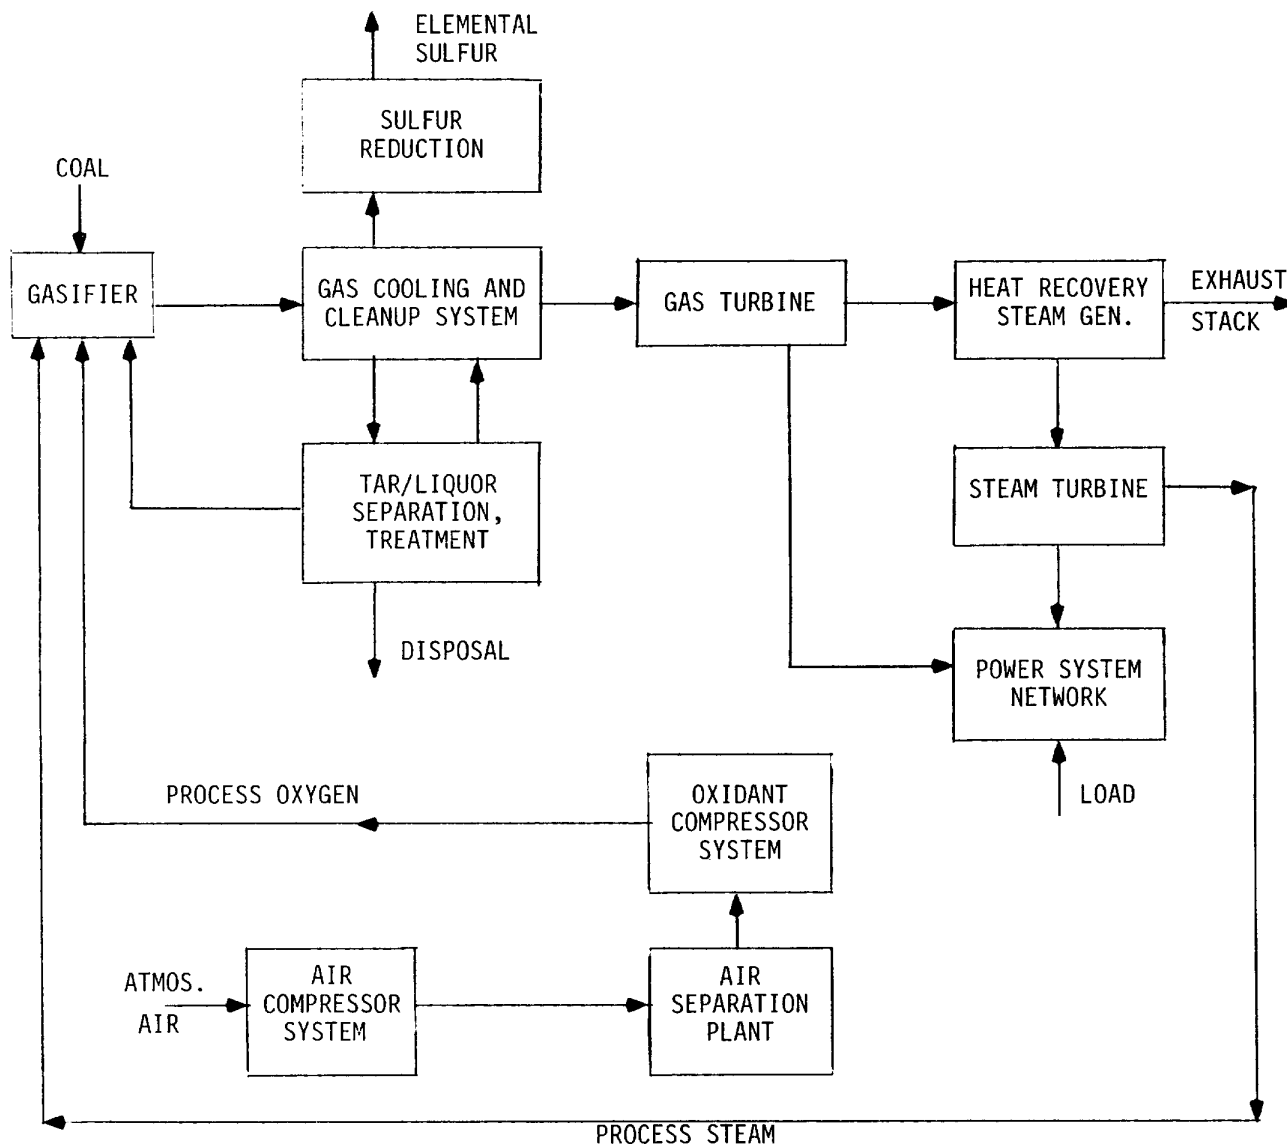 ELEMENTAL
SULFUR
SULFUR
REDUCTION
COAL
GASIFIER
GAS COOLING AND
CLEANUP SYSTEM
GAS TURBINE
HEAT RECOVERY
STEAM GEN.
EXHAUST
STACK
TAR/LIQUOR
SEPARATION,
TREATMENT
STEAM TURBINE
DISPOSAL
POWER SYSTEM
NETWORK
LOAD
PROCESS OXYGEN
OXIDANT
COMPRESSOR
SYSTEM
ATMOS.
AIR
AIR
COMPRESSOR
SYSTEM
AIR
SEPARATION
PLANT
PROCESS STEAM